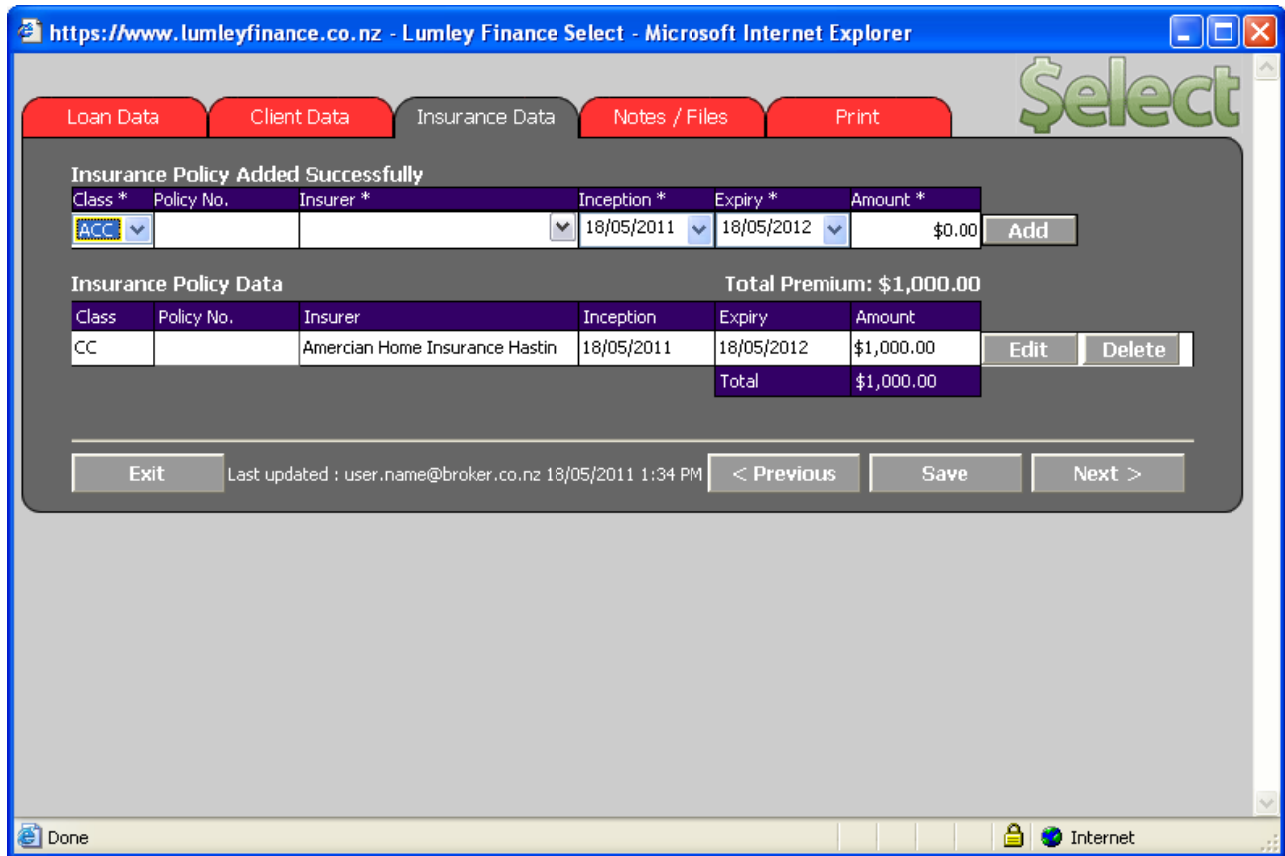 https://www.lumleyfinance.co.nz - Lumley Finance Select - Microsoft Internet Explorer
$elect
Loan Data Client Data Insurance Data Notes / Files Print
Insurance Policy Added Successfully
Class * Policy No. Insurer * Inception * Expiry * Amount *
ACC 18/05/2011 18/05/2012 $0.00 Add
Insurance Policy Data Total Premium: $1,000.00
Class Policy No. Insurer Inception Expiry Amount
CC Amercian Home Insurance Hastin 18/05/2011 18/05/2012 $1,000.00 Edit Delete
Total $1,000.00
Exit Last updated : user.name@broker.co.nz 18/05/2011 1:34 PM < Previous Save Next >
Done Internet